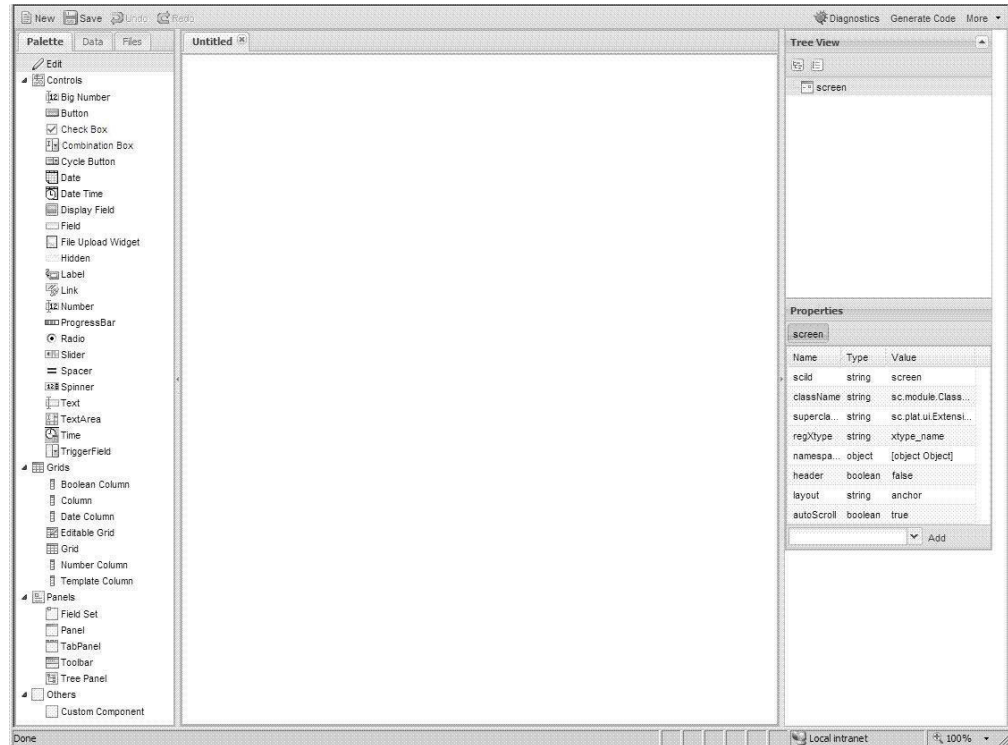 New Save Undo Redo Diagnostics Generate Code More
Palette Data Files
Edit
Controls
Big Number
Button
Check Box
Combination Box
Cycle Button
Date
Date Time
Display Field
Field
File Upload Widget
Hidden
Label
Link
Number
ProgressBar
Radio
Slider
Spacer
Spinner
Text
TextArea
Time
TriggerField
Grids
Boolean Column
Column
Date Column
Editable Grid
Grid
Number Column
Template Column
Panels
Field Set
Panel
TabPanel
Toolbar
Tree Panel
Others
Custom Component
Untitled
Tree View
screen
Properties
screen
Name Type Value
sciId string screen
className string sc.module.Class...
supercla... string sc.plat.ui.Extensi...
regXtype string xtype_name
namespa... object [object Object]
header boolean false
layout string anchor
autoScroll boolean true
Add
Done Local intranet 100%